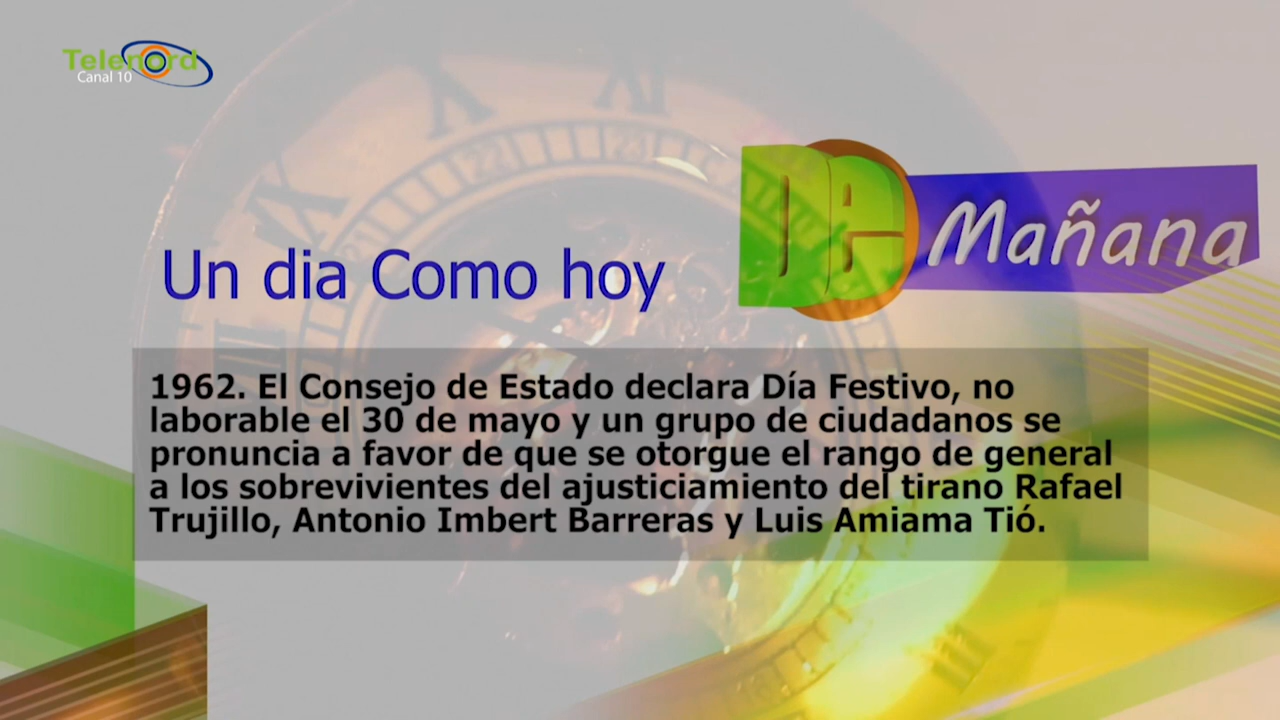 Telenord
Canal 10
De Mañana
Un dia Como hoy
1962. El Consejo de Estado declara Día Festivo, no
laborable el 30 de mayo y un grupo de ciudadanos se
pronuncia a favor de que se otorgue el rango de general
a los sobrevivientes del ajusticiamiento del tirano Rafael
Trujillo, Antonio Imbert Barreras y Luis Amiama Tió.